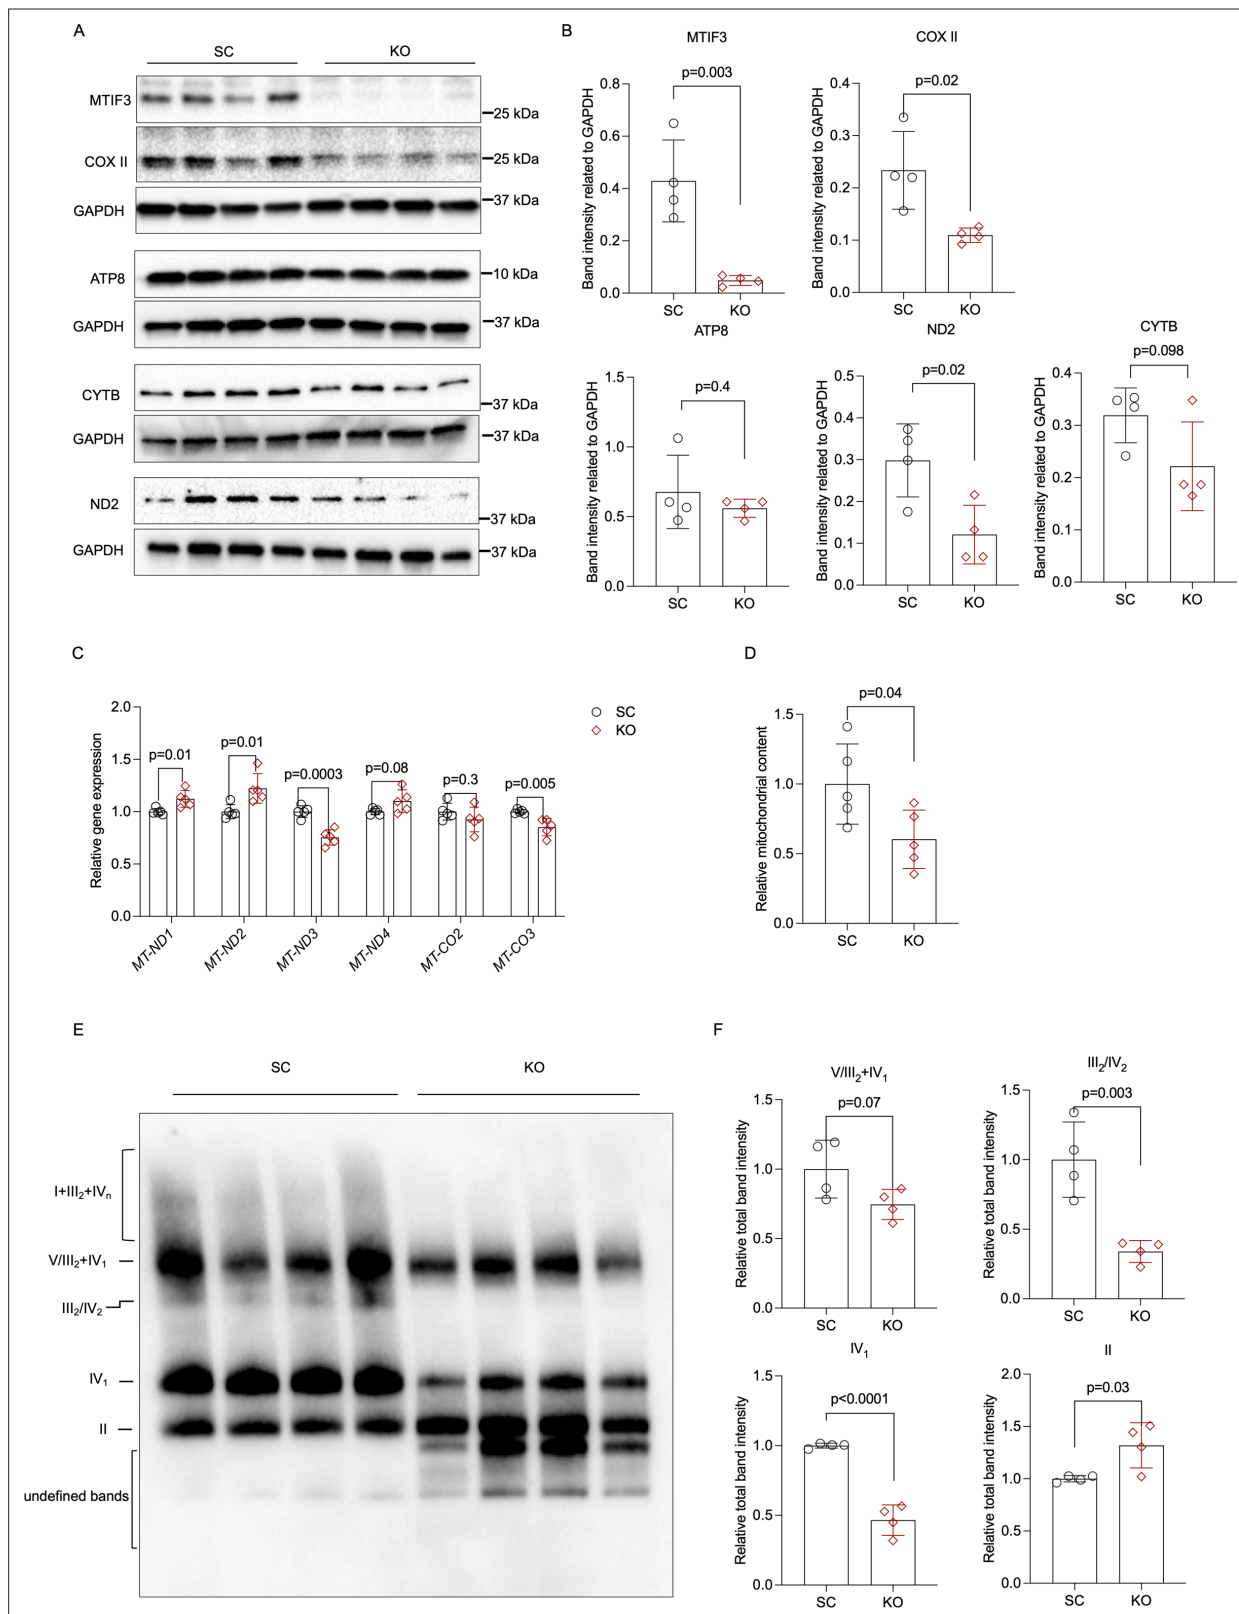 A
SC
KO
MTIF3
25 kDa
COX II
25 kDa
37 kDa
GAPDH
ATP8
10 kDa
GAPDH
37 kDa
CYTB
37 kDa
GAPDH
37 kDa
ND2
37 kDa
GAPDH
37 kDa
B
MTIF3
p=0.003
Band intensity related to GAPDH
0.8
0.6
0.4
0.2
0.0
SC
KO
COX II
p=0.02
Band intensity related to GAPDH
0.4
0.3
0.2
0.1
0.0
SC
KO
ATP8
p=0.4
Band intensity related to GAPDH
1.5
1.0
0.5
0.0
SC
KO
ND2
p=0.02
Band intensity related to GAPDH
0.5
0.4
0.3
0.2
0.1
0.0
SC
KO
CYTB
p=0.098
Band intensity related to GAPDH
0.4
0.3
0.2
0.1
0.0
SC
KO
C
Relative gene expression
2.0
1.5
1.0
0.5
0.0
p=0.01
p=0.01
p=0.0003
p=0.08
p=0.3
p=0.005
MT-ND1
MT-ND2
MT-ND3
MT-ND4
MT-CO2
MT-CO3
SC
KO
D
p=0.04
Relative mitochondrial content
1.5
1.0
0.5
0.0
SC
KO
E
SC
KO
I+III₂+IVₙ
V/III₂+IV₁
III₂/IV₂
IV₁
II
undefined bands
F
V/III₂+IV₁
p=0.07
Relative total band intensity
1.5
1.0
0.5
0.0
SC
KO
III₂/IV₂
p=0.003
Relative total band intensity
1.5
1.0
0.5
0.0
SC
KO
IV₁
p<0.0001
Relative total band intensity
1.5
1.0
0.5
0.0
SC
KO
II
p=0.03
Relative total band intensity
2.0
1.5
1.0
0.5
0.0
SC
KO